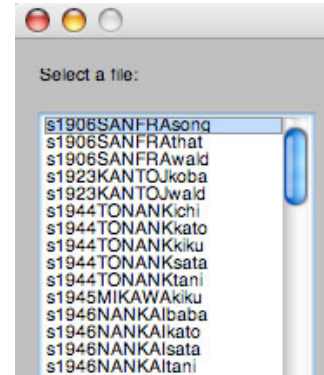 Select a file:
s1906SANFRAsong
s1906SANFRAthat
s1906SANFRAwald
s1923KANTOJkoba
s1923KANTOJwald
s1944TONANKichi
s1944TONANKkato
s1944TONANKkiku
s1944TONANKsata
s1944TONANKtani
s1945MIKAWAkiku
s1946NANKAIbaba
s1946NANKAIkato
s1946NANKAIsata
s1946NANKAItani